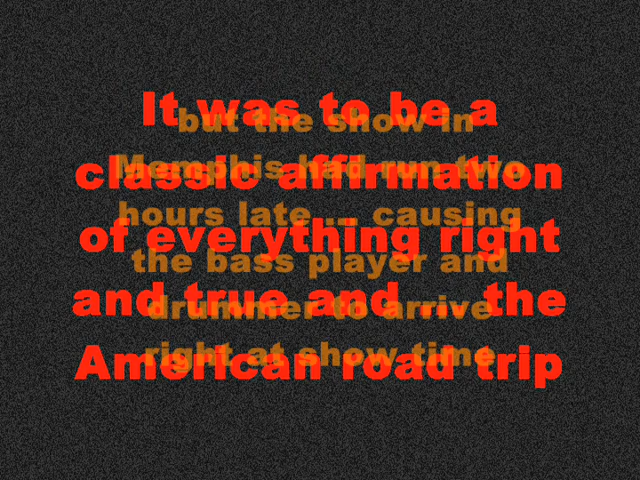 It was to be a
classic affirmation
of everything right
and true and ... the
American road trip
but the show in
Memphis had run two
hours late ... causing
the bass player and
drummer to arrive
right at show time